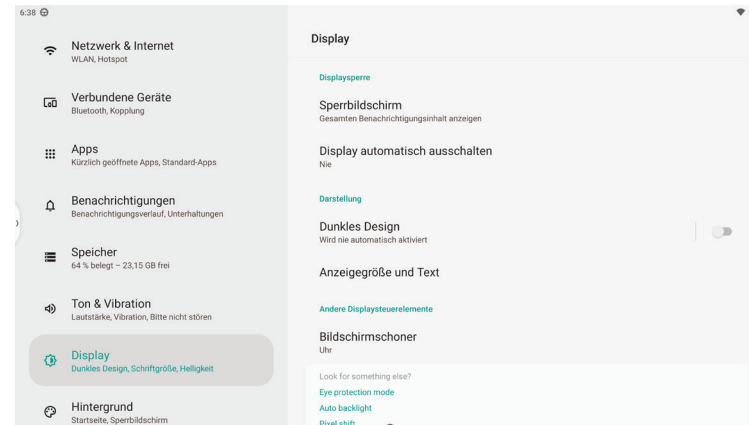 6:38
Netzwerk & Internet
WLAN, Hotspot
Verbundene Geräte
Bluetooth, Kopplung
Apps
Kürzlich geöffnete Apps, Standard-Apps
Benachrichtigungen
Benachrichtigungsverlauf, Unterhaltungen
Speicher
64 % belegt – 23,15 GB frei
Ton & Vibration
Lautstärke, Vibration, Bitte nicht stören
Display
Dunkles Design, Schriftgröße, Helligkeit
Hintergrund
Startseite, Sperrbildschirm
Display
Displaysperre
Sperrbildschirm
Gesamten Benachrichtigungsinhalt anzeigen
Display automatisch ausschalten
Nie
Darstellung
Dunkles Design
Wird nie automatisch aktiviert
Anzeigegröße und Text
Andere Displaysteuerelemente
Bildschirmschoner
Uhr
Look for something else?
Eye protection mode
Auto backlight
Pixel shift